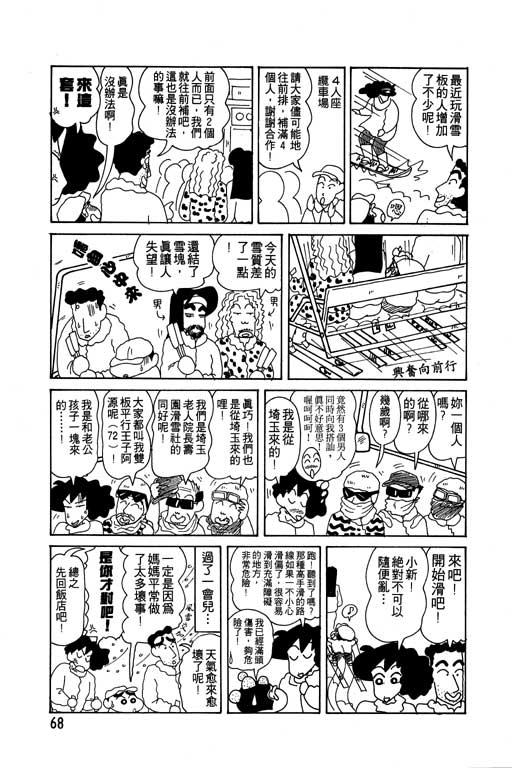 最近玩滑雪
板的人增加
了不少呢！
嗯
4人座
纜車場
請大家儘可能地
往前排，補滿4
個人，謝謝合作！
前面只有2個
人而已，我們
就往前補吧，
這也是沒辦法
的事嘛！
真是
沒辦法啊！
來這
套！
興奮向前行
今天的
雪質差
了一點
！
男
還結了
雪塊，
真讓人
失望！
男
妳一個人
嗎？
從哪來
的啊？
幾歲啊？
竟然有3個男人
同時向我搭訕，
真不好意思！
喔呵呵呵！
我是從
埼玉來的！
真巧！我們也
是從埼玉來的
哩！
我們是埼玉
老人院長壽
團滑雪社的
同好呢！
大家都叫我雙
板平行王子阿
源呢（72）！
我是和老公
孩子一塊來
的……！
來吧！
開始滑吧！
小新！
絕對不可以
隨便亂…
跑！聽到了嗎？
那種高手滑的路
線如果一不小心
滑傷了，很容易
滑到充滿障礙
的地方，
非常危險！
我已經滿頭
傷害，夠危
險了！
過了一會兒…
天氣愈來愈
壞了呢！
一定是因為
媽媽平常做
了太多壞事
！
是你才對吧！
總之
先回飯店吧！
68